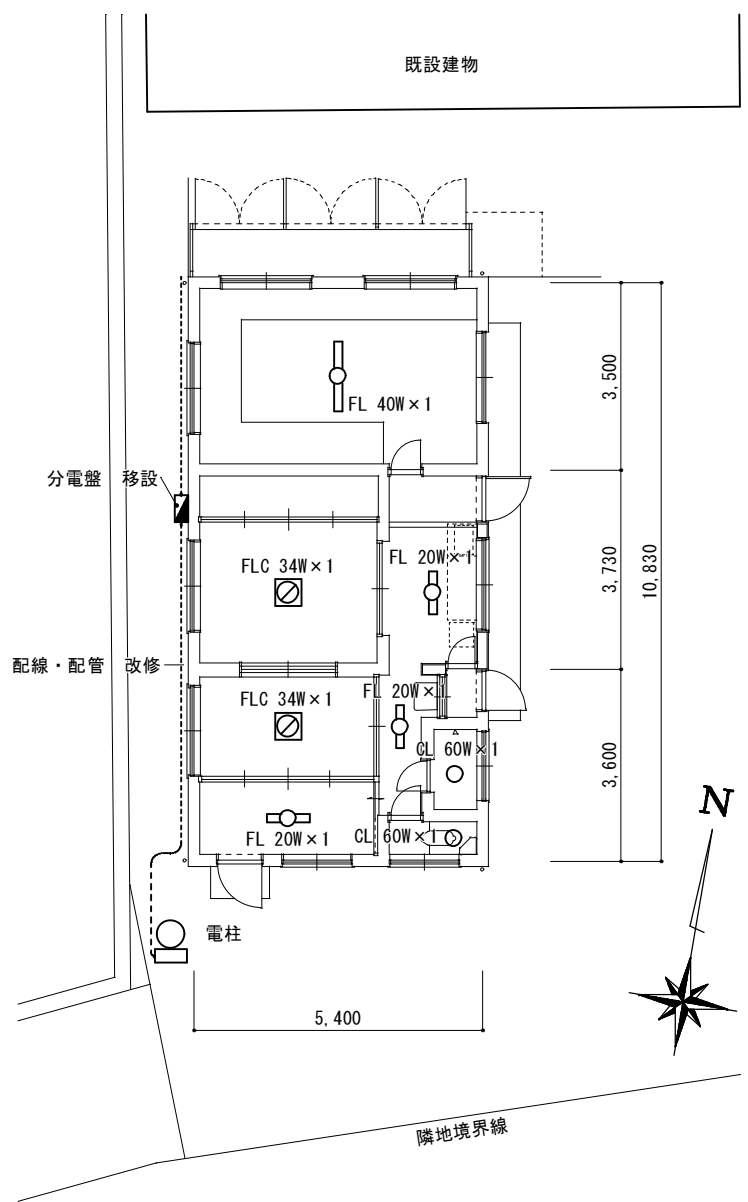 既設建物
FL 40W×1
3,500
分電盤 移設
FLC 34W×1
FL 20W×1
3,730
10,830
配線・配管 改修
FLC 34W×1
FL 20W×1
CL 60W×1
3,600
FL 20W×1
CL 60W×1
N
電柱
5,400
隣地境界線